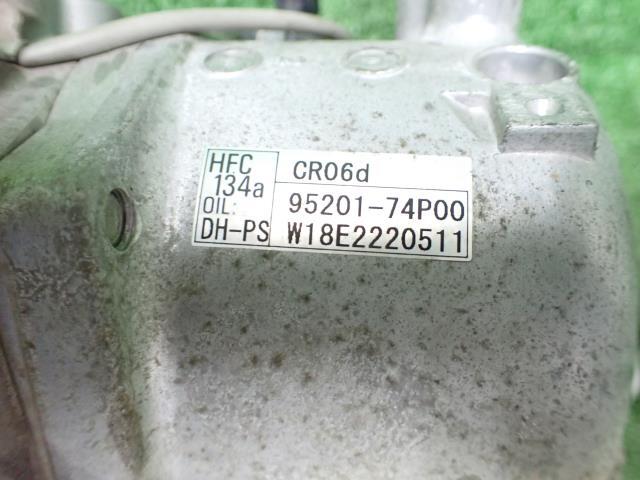 HFC
134a
OIL:
DH-PS
CR06d
95201-74P00
W18E2220511